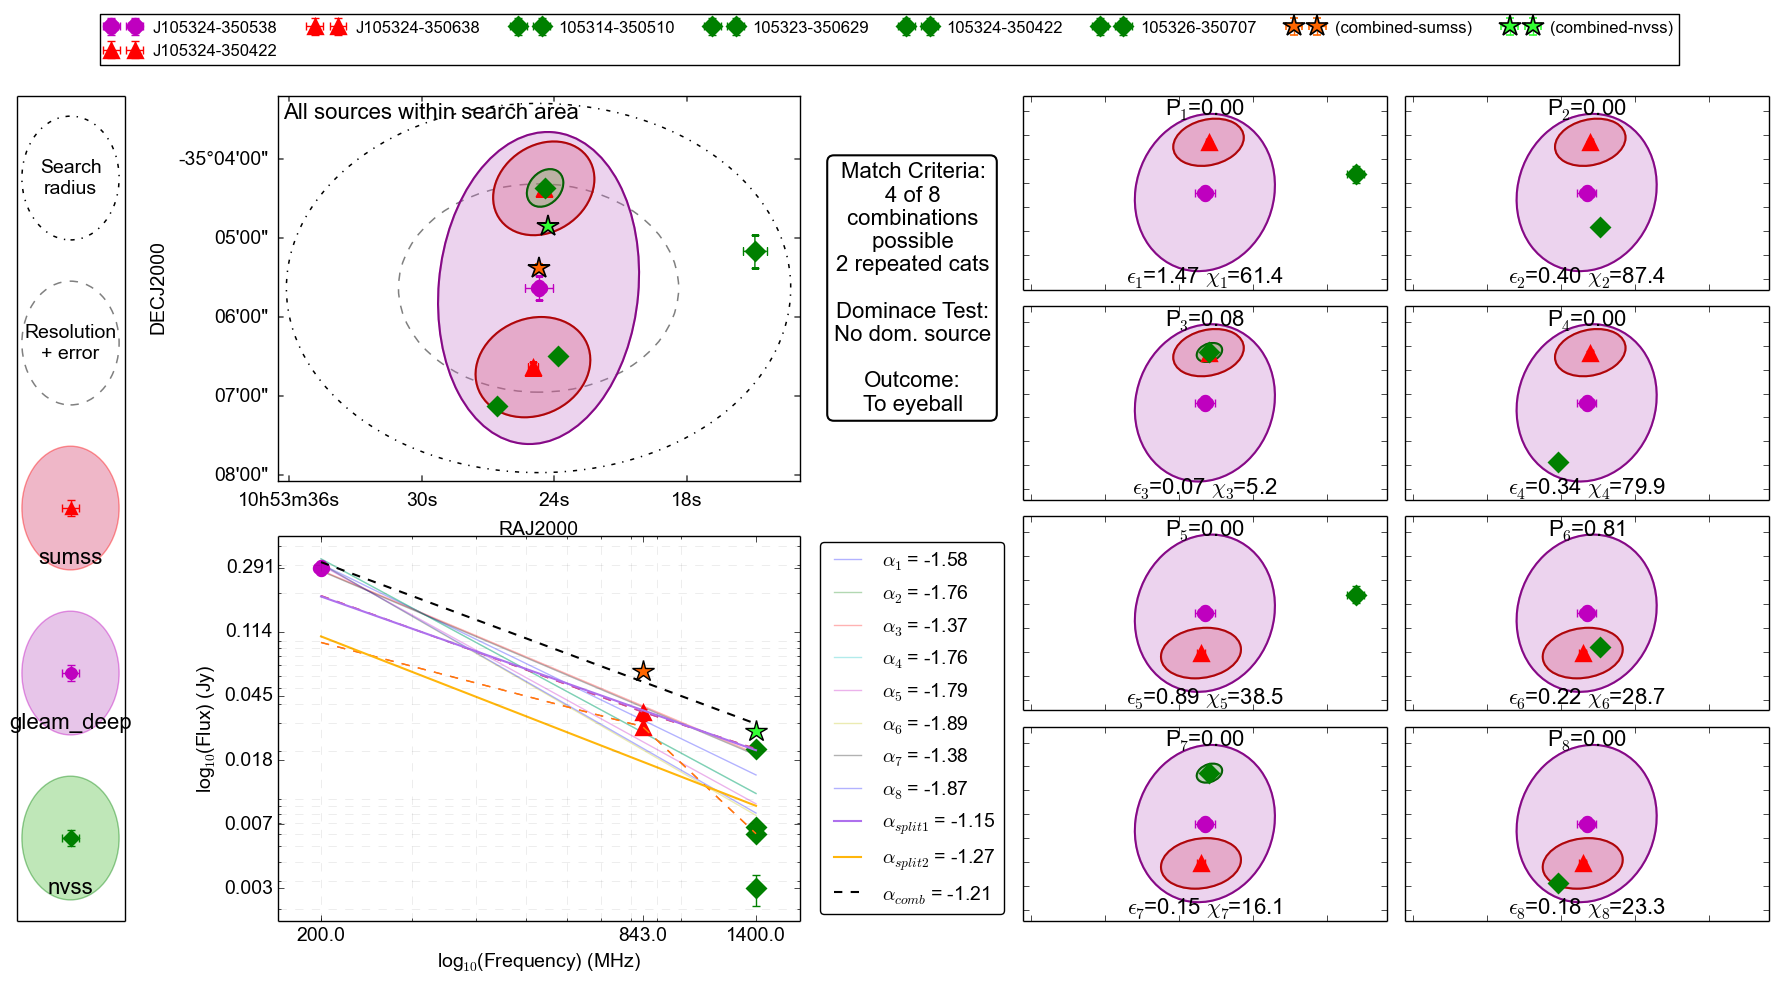 J105324-350538
J105324-350638
105314-350510
105323-350629
105324-350422
105326-350707
(combined-sumss)
(combined-nvss)
J105324-350422
Search
radius
Resolution
+ error
sumss
gleam_deep
nvss
All sources within search area
-35°04'00"
05'00"
06'00"
07'00"
08'00"
DECJ2000
10h53m36s
30s
24s
18s
RAJ2000
Match Criteria:
4 of 8
combinations
possible
2 repeated cats
Dominace Test:
No dom. source
Outcome:
To eyeball
0.291
0.114
0.045
0.018
0.007
0.003
log₁₀(Flux) (Jy)
200.0
843.0
1400.0
log₁₀(Frequency) (MHz)
α₁ = -1.58
α₂ = -1.76
α₃ = -1.37
α₄ = -1.76
α₅ = -1.79
α₆ = -1.89
α₇ = -1.38
α₈ = -1.87
α_split1 = -1.15
α_split2 = -1.27
α_comb = -1.21
P₁=0.00
ϵ₁=1.47 χ₁=61.4
P₂=0.00
ϵ₂=0.40 χ₂=87.4
P₃=0.08
ϵ₃=0.07 χ₃=5.2
P₄=0.00
ϵ₄=0.34 χ₄=79.9
P₅=0.00
ϵ₅=0.89 χ₅=38.5
P₆=0.81
ϵ₆=0.22 χ₆=28.7
P₇=0.00
ϵ₇=0.15 χ₇=16.1
P₈=0.00
ϵ₈=0.18 χ₈=23.3